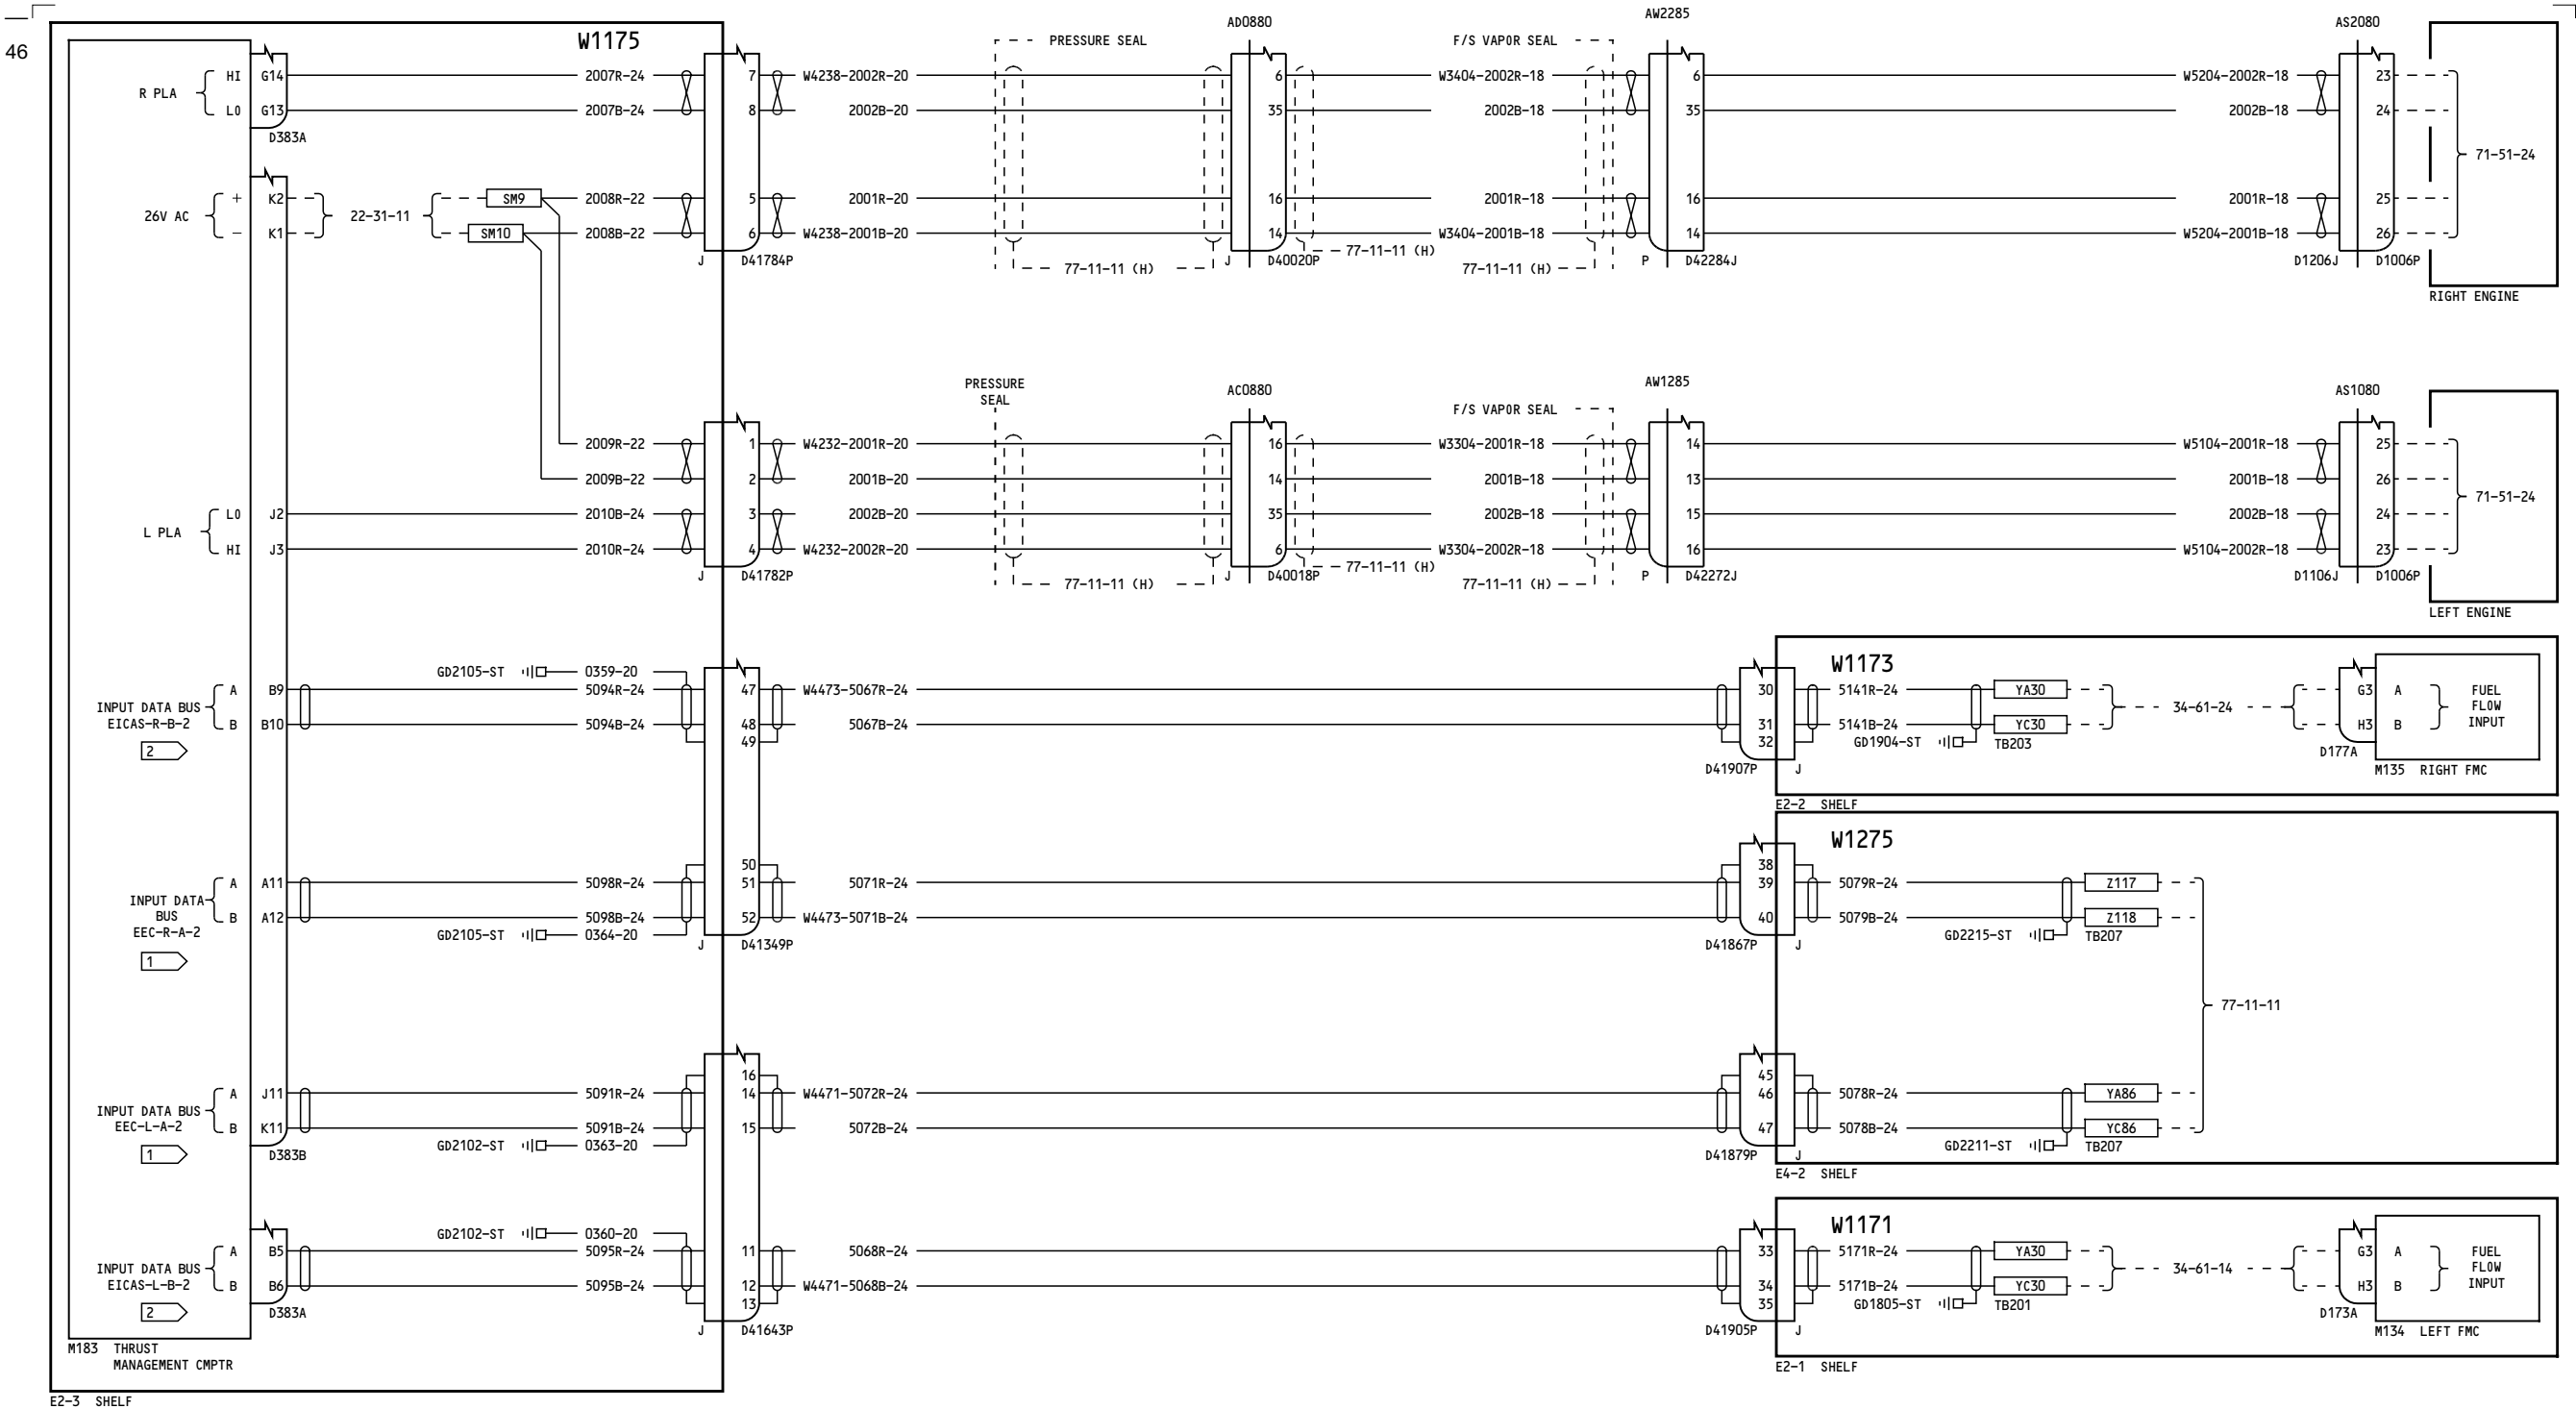 46
W1175
AD0880
AW2285
AS2080
PRESSURE SEAL
F/S VAPOR SEAL
R PLA
HI
G14
2007R-24
7
W4238-2002R-20
6
W3404-2002R-18
6
W5204-2002R-18
23
LO
G13
2007B-24
8
2002B-20
35
2002B-18
35
2002B-18
24
D383A
71-51-24
26V AC
+
K2
22-31-11
SM9
2008R-22
5
2001R-20
16
2001R-18
16
2001R-18
25
-
K1
SM10
2008B-22
6
W4238-2001B-20
14
W3404-2001B-18
14
W5204-2001B-18
26
J
D41784P
77-11-11 (H)
J
D40020P
77-11-11 (H)
77-11-11 (H)
P
D42284J
D1206J
D1006P
RIGHT ENGINE
PRESSURE
SEAL
AC0880
F/S VAPOR SEAL
AW1285
AS1080
2009R-22
1
W4232-2001R-20
16
W3304-2001R-18
14
W5104-2001R-18
25
2009B-22
2
2001B-20
14
2001B-18
13
2001B-18
26
71-51-24
L PLA
LO
J2
2010B-24
3
2002B-20
35
2002B-18
15
2002B-18
24
HI
J3
2010R-24
4
W4232-2002R-20
6
W3304-2002R-18
16
W5104-2002R-18
23
J
D41782P
77-11-11 (H)
J
D40018P
77-11-11 (H)
77-11-11 (H)
P
D42272J
D1106J
D1006P
LEFT ENGINE
GD2105-ST
0359-20
W1173
INPUT DATA BUS
EICAS-R-B-2
2
A
B9
5094R-24
47
W4473-5067R-24
30
5141R-24
YA30
34-61-24
G3
A
B
B10
5094B-24
48
5067B-24
31
5141B-24
YC30
H3
B
FUEL
FLOW
INPUT
49
32
GD1904-ST
TB203
D177A
D41907P
J
M135 RIGHT FMC
E2-2 SHELF
W1275
50
38
INPUT DATA
BUS
EEC-R-A-2
1
A
A11
5098R-24
51
5071R-24
39
5079R-24
Z117
B
A12
5098B-24
52
W4473-5071B-24
40
5079B-24
Z118
GD2105-ST
0364-20
J
D41349P
D41867P
J
GD2215-ST
TB207
77-11-11
16
45
INPUT DATA BUS
EEC-L-A-2
1
A
J11
5091R-24
14
W4471-5072R-24
46
5078R-24
YA86
B
K11
5091B-24
15
5072B-24
47
5078B-24
YC86
D383B
GD2102-ST
0363-20
D41879P
J
GD2211-ST
TB207
E4-2 SHELF
GD2102-ST
0360-20
W1171
INPUT DATA BUS
EICAS-L-B-2
2
A
B5
5095R-24
11
5068R-24
33
5171R-24
YA30
34-61-14
G3
A
B
B6
5095B-24
12
W4471-5068B-24
34
5171B-24
YC30
H3
B
FUEL
FLOW
INPUT
D383A
13
35
GD1805-ST
TB201
D173A
J
D41643P
D41905P
J
M134 LEFT FMC
M183 THRUST
MANAGEMENT CMPTR
E2-1 SHELF
E2-3 SHELF